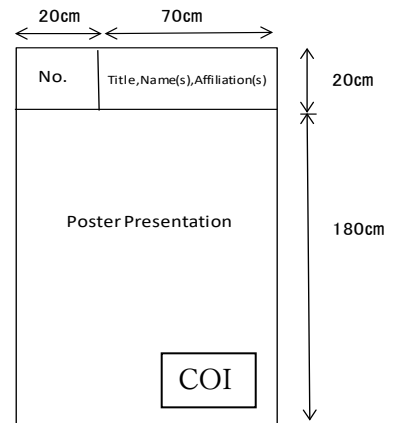 20cm 70cm
No. Title,Name(s),Affiliation(s) 20cm
Poster Presentation 180cm
COI